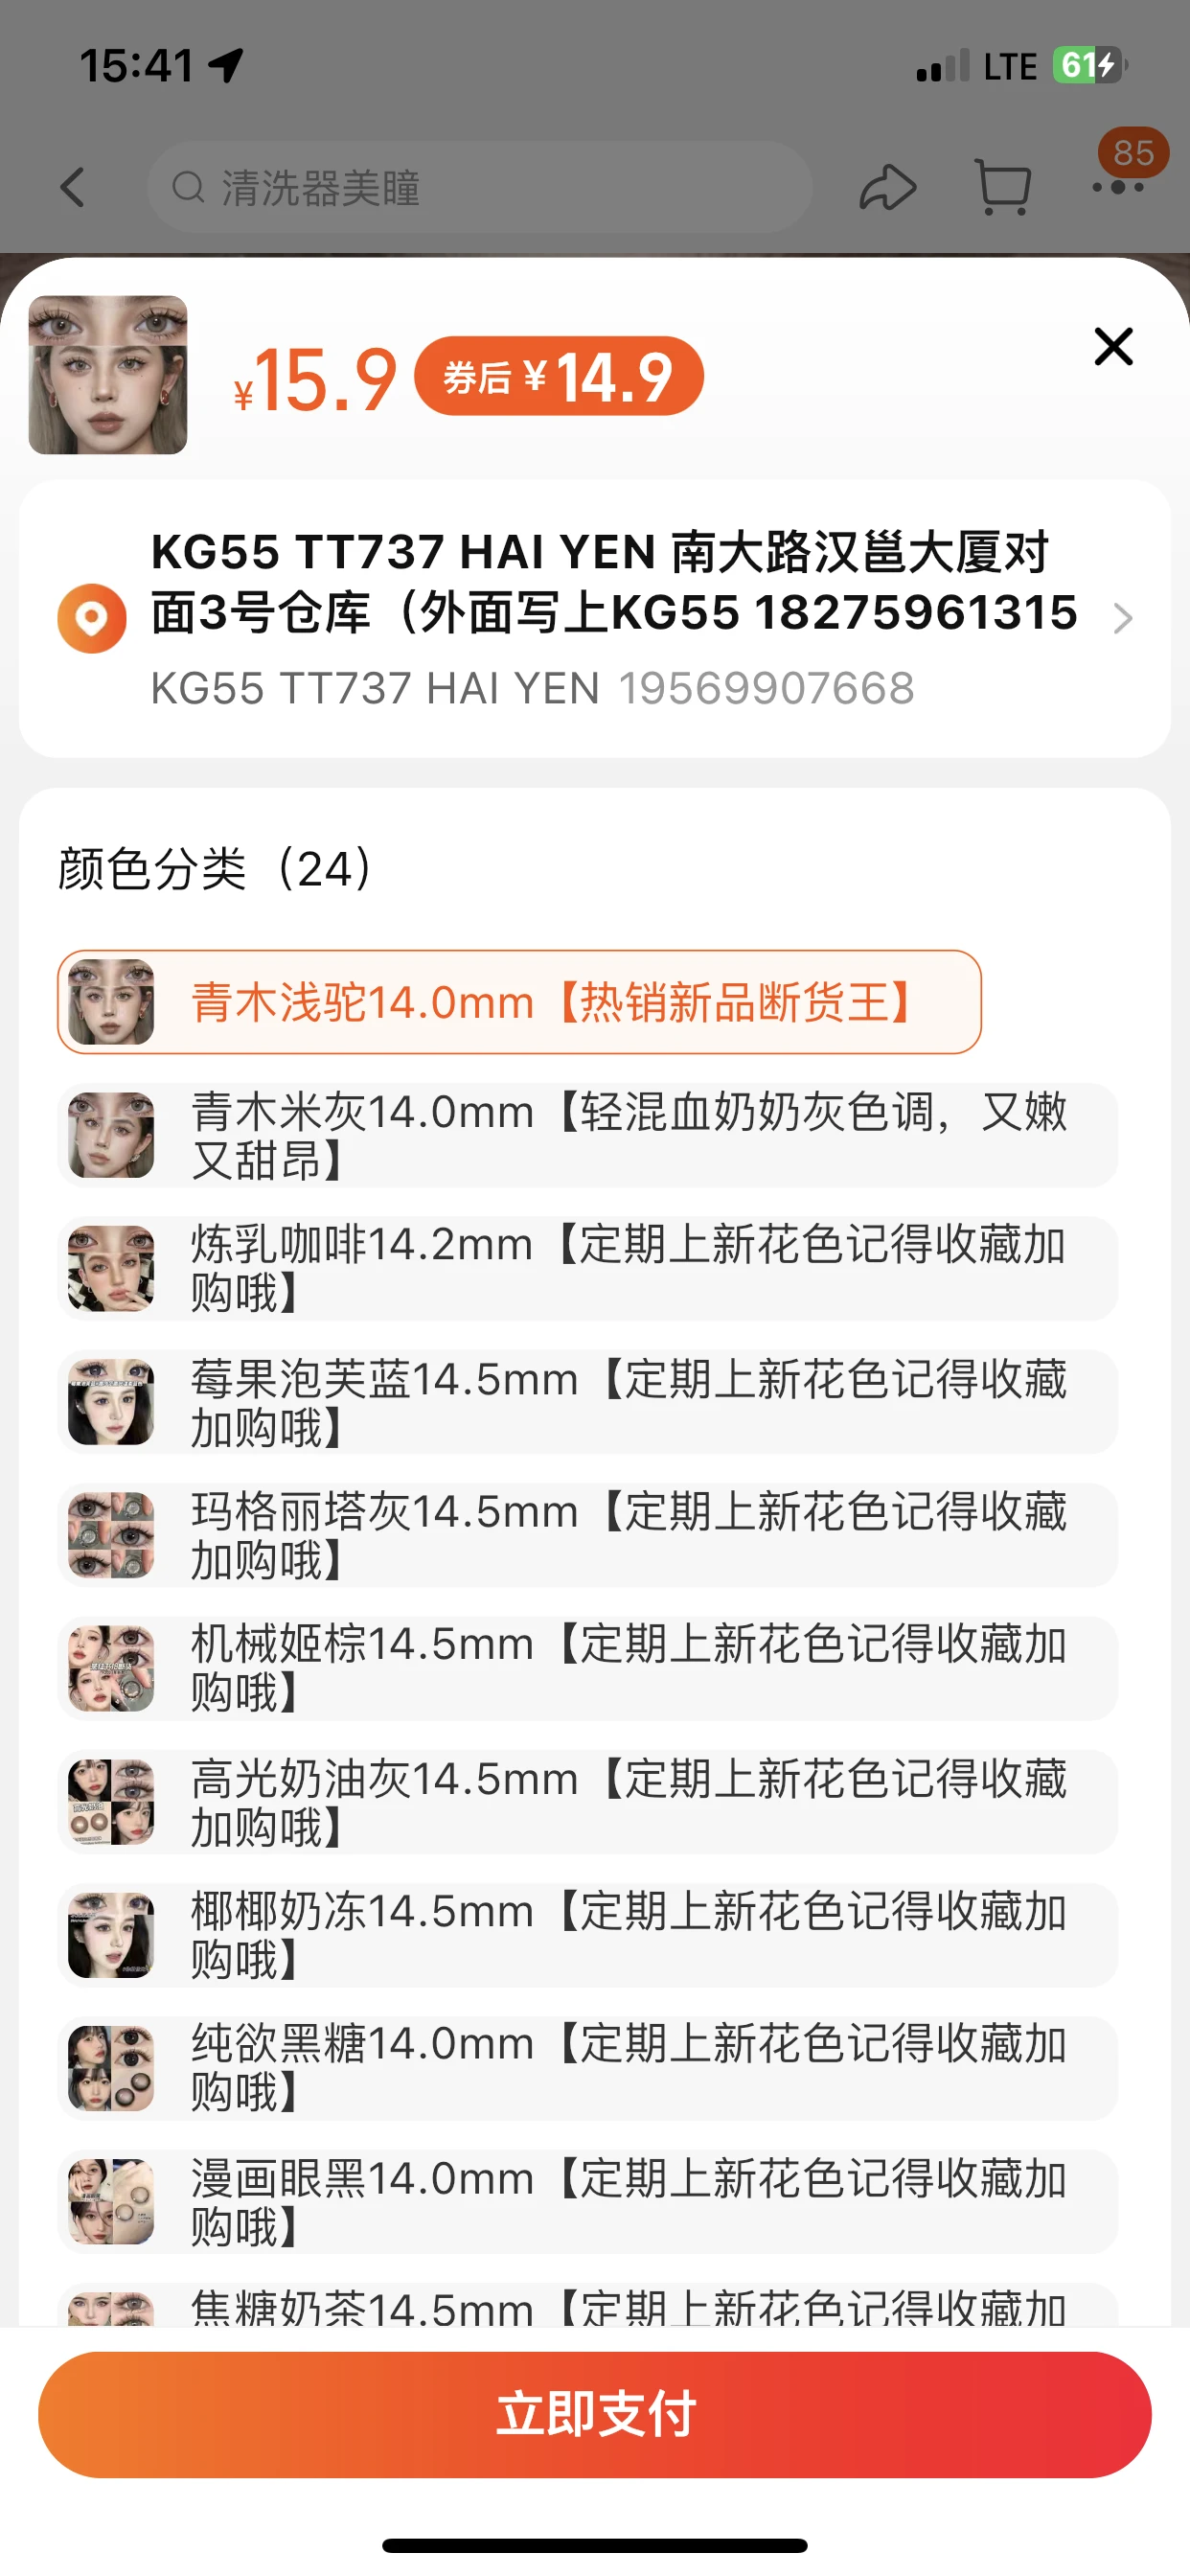 15:41
LTE
61
清洗器美瞳
85
¥15.9
券后 ¥14.9
KG55 TT737 HAI YEN 南大路汉邕大厦对
面3号仓库（外面写上KG55 18275961315
KG55 TT737 HAI YEN 19569907668
颜色分类（24）
青木浅驼14.0mm【热销新品断货王】
青木米灰14.0mm【轻混血奶奶灰色调，又嫩
又甜昂】
炼乳咖啡14.2mm【定期上新花色记得收藏加
购哦】
莓果泡芙蓝14.5mm【定期上新花色记得收藏
加购哦】
玛格丽塔灰14.5mm【定期上新花色记得收藏
加购哦】
机械姬棕14.5mm【定期上新花色记得收藏加
购哦】
高光奶油灰14.5mm【定期上新花色记得收藏
加购哦】
椰椰奶冻14.5mm【定期上新花色记得收藏加
购哦】
纯欲黑糖14.0mm【定期上新花色记得收藏加
购哦】
漫画眼黑14.0mm【定期上新花色记得收藏加
购哦】
焦糖奶茶14.5mm【定期上新花色记得收藏加
立即支付